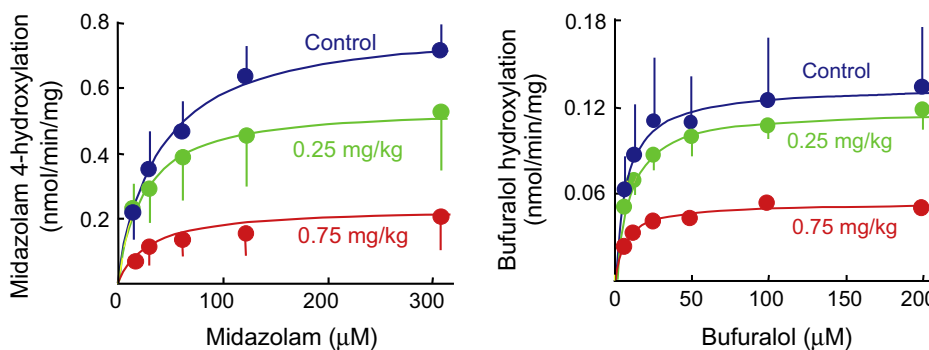 Midazolam 4-hydroxylation
(nmol/min/mg)
0.8
0.6
0.4
0.2
Control
0.25 mg/kg
0.75 mg/kg
0
100
200
300
Midazolam (μM)
Bufuralol hydroxylation
(nmol/min/mg)
0.12
0.06
Control
0.25 mg/kg
0.75 mg/kg
0
50
100
150
200
Bufuralol (μM)